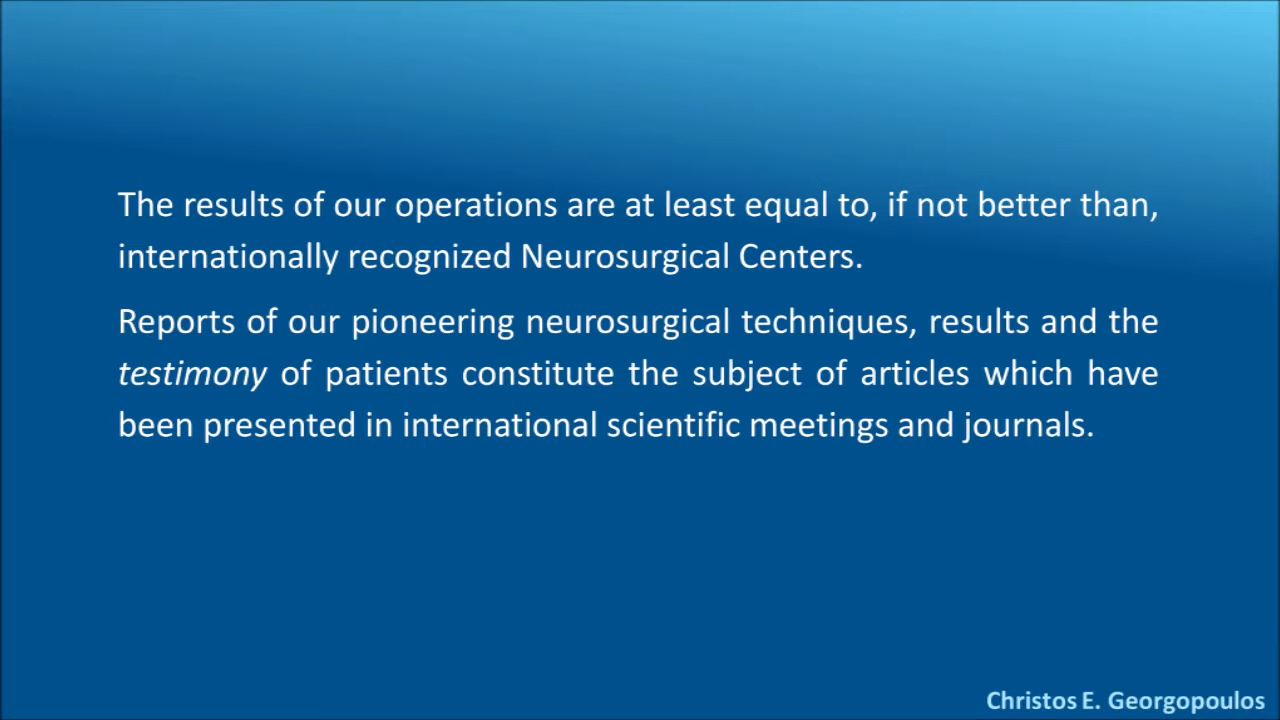 The results of our operations are at least equal to, if not better than,
internationally recognized Neurosurgical Centers.
Reports of our pioneering neurosurgical techniques, results and the
testimony of patients constitute the subject of articles which have
been presented in international scientific meetings and journals.
Christos E. Georgopoulos